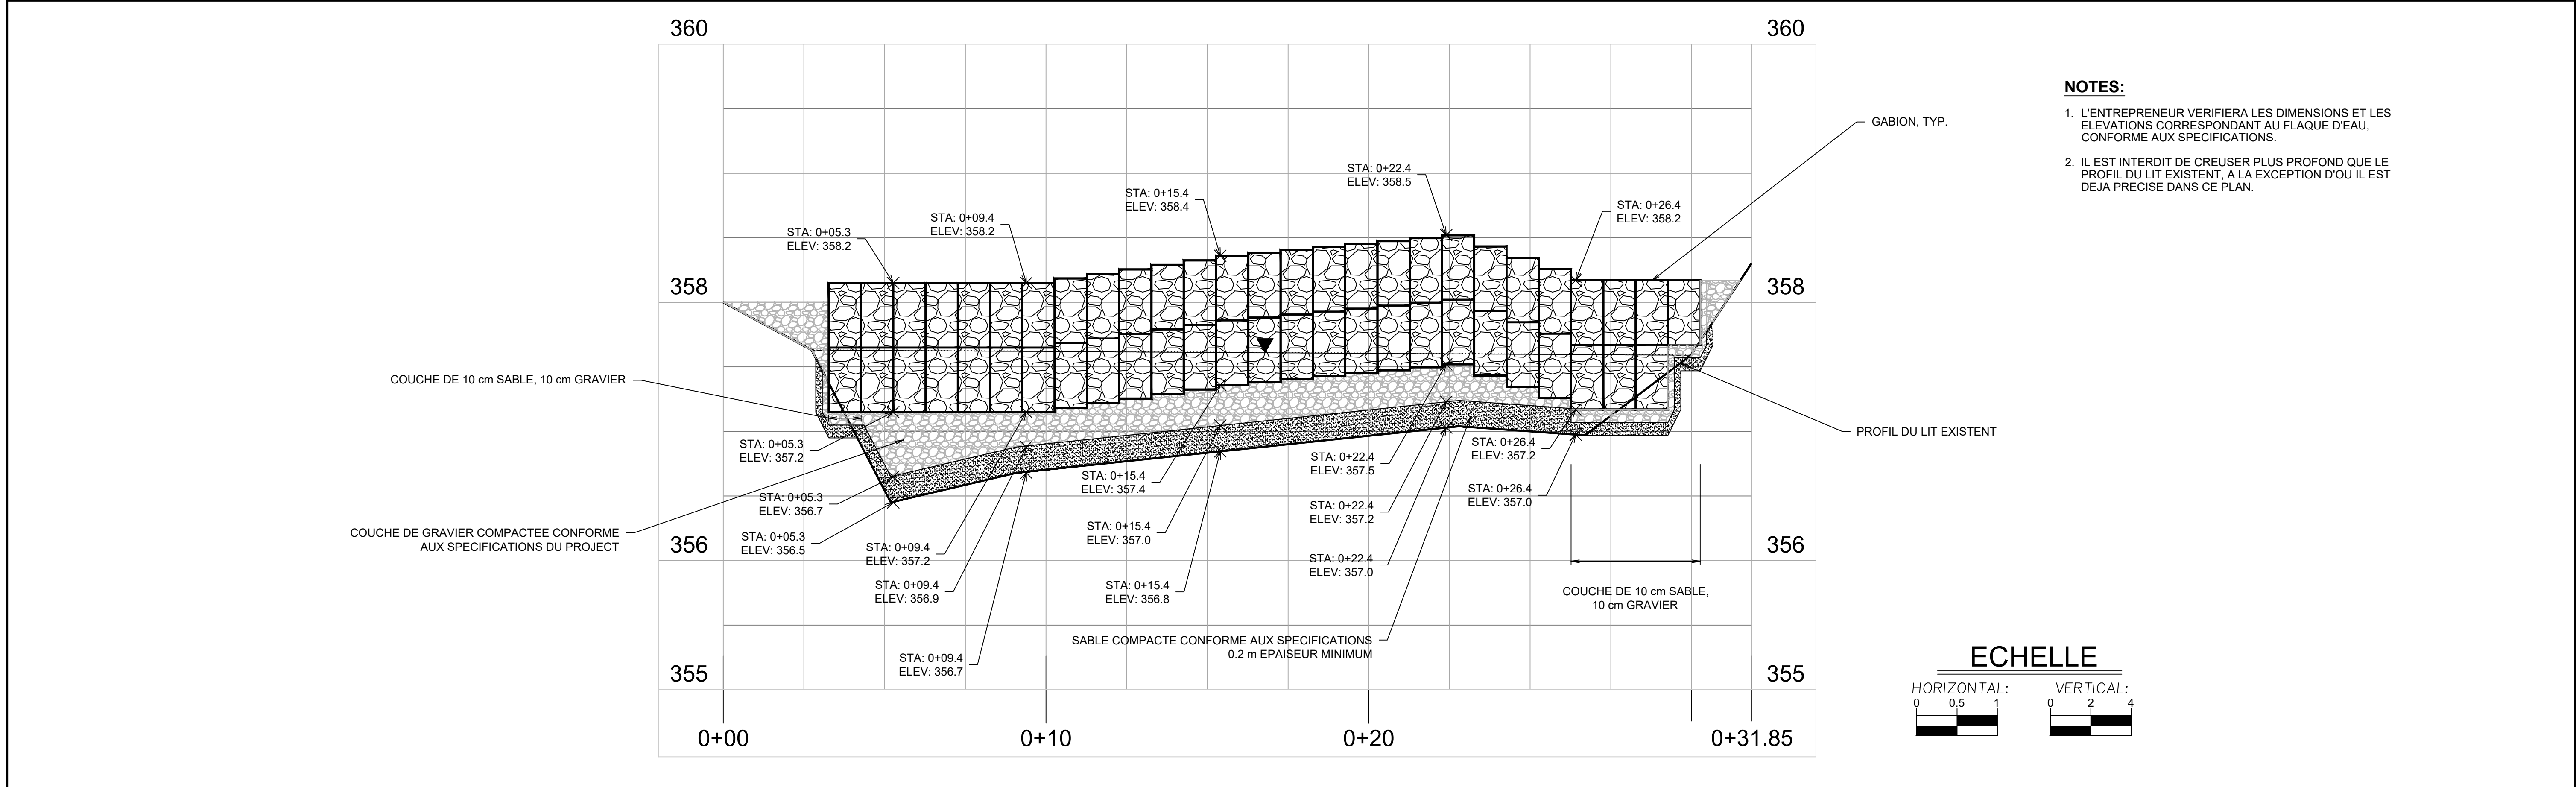 360
360
NOTES:
1. L'ENTREPRENEUR VERIFIERA LES DIMENSIONS ET LES
ELEVATIONS CORRESPONDANT AU FLAQUE D'EAU,
CONFORME AUX SPECIFICATIONS.
2. IL EST INTERDIT DE CREUSER PLUS PROFOND QUE LE
PROFIL DU LIT EXISTENT, A LA EXCEPTION D'OU IL EST
DEJA PRECISE DANS CE PLAN.
GABION, TYP.
STA: 0+05.3
ELEV: 358.2
STA: 0+09.4
ELEV: 358.2
STA: 0+15.4
ELEV: 358.4
STA: 0+22.4
ELEV: 358.5
STA: 0+26.4
ELEV: 358.2
358
358
COUCHE DE 10 cm SABLE, 10 cm GRAVIER
PROFIL DU LIT EXISTENT
STA: 0+05.3
ELEV: 357.2
STA: 0+05.3
ELEV: 356.7
STA: 0+05.3
ELEV: 356.5
COUCHE DE GRAVIER COMPACTEE CONFORME
AUX SPECIFICATIONS DU PROJECT
STA: 0+09.4
ELEV: 357.2
STA: 0+09.4
ELEV: 356.9
STA: 0+09.4
ELEV: 356.7
STA: 0+15.4
ELEV: 357.4
STA: 0+15.4
ELEV: 357.0
STA: 0+15.4
ELEV: 356.8
STA: 0+22.4
ELEV: 357.5
STA: 0+22.4
ELEV: 357.2
STA: 0+22.4
ELEV: 357.0
STA: 0+26.4
ELEV: 357.2
STA: 0+26.4
ELEV: 357.0
356
356
COUCHE DE 10 cm SABLE,
10 cm GRAVIER
SABLE COMPACTE CONFORME AUX SPECIFICATIONS
0.2 m EPAISEUR MINIMUM
355
355
0+00
0+10
0+20
0+31.85
ECHELLE
HORIZONTAL:
0 0.5 1
VERTICAL:
0 2 4